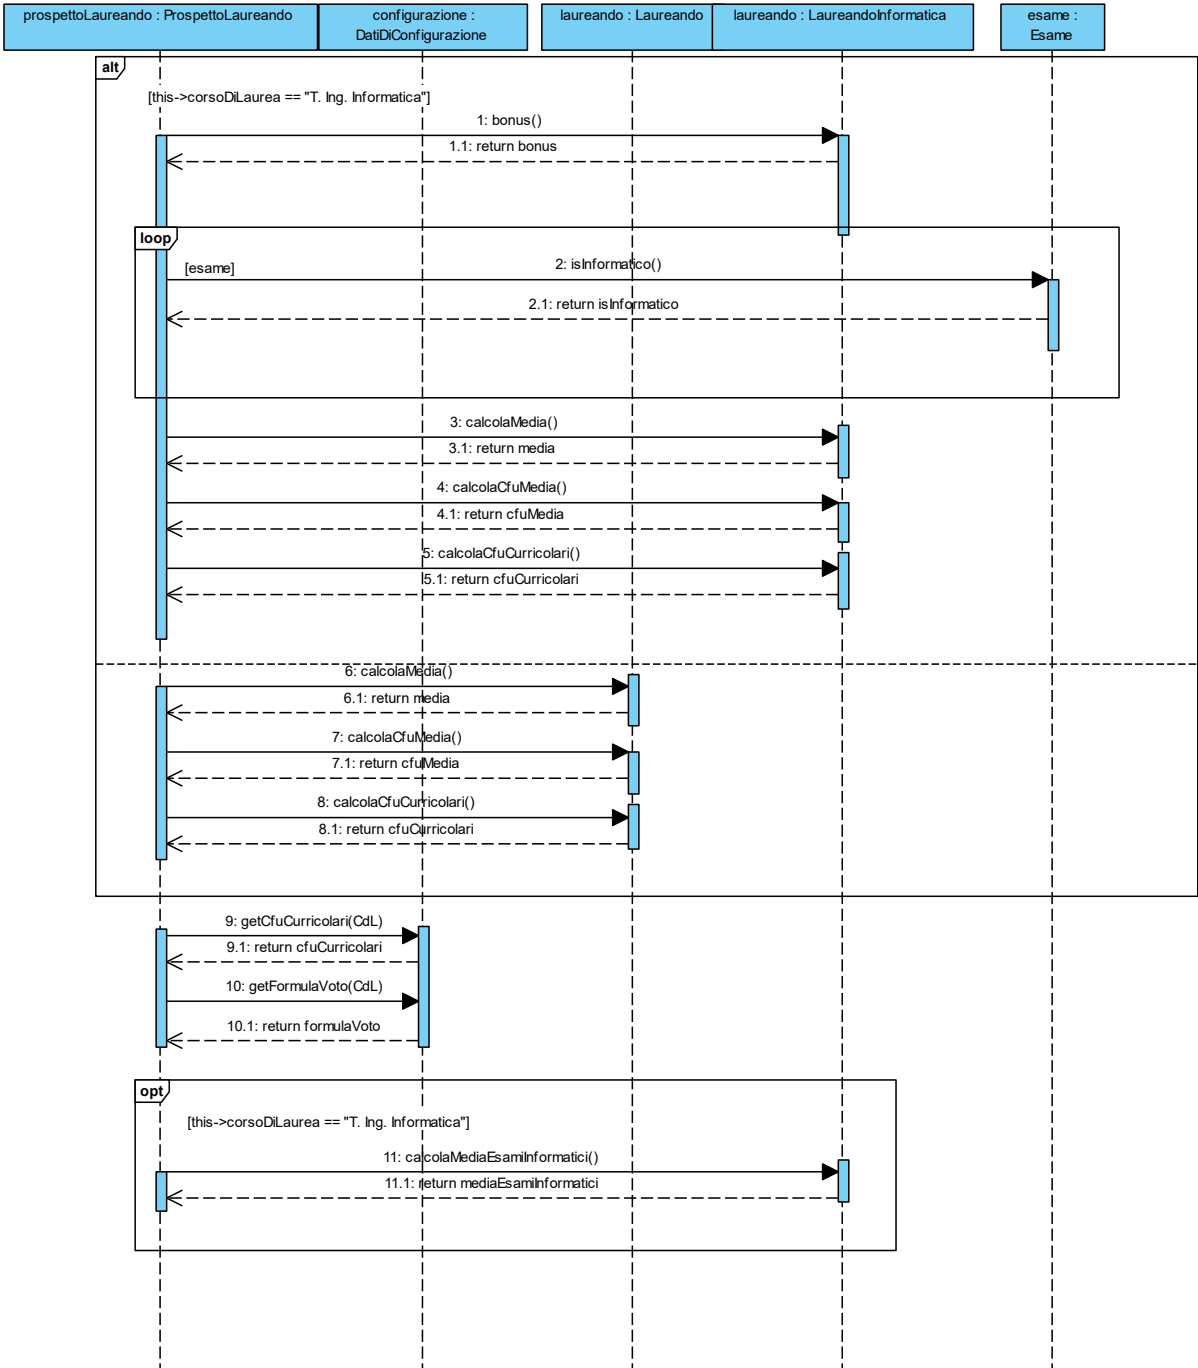 prospettoLaureando : ProspettoLaureando
configurazione :
DatiDiConfigurazione
laureando : Laureando
laureando : LaureandoInformatica
esame :
Esame
alt
[this->corsoDiLaurea == "T. Ing. Informatica"]
1: bonus()
1.1: return bonus
loop
[esame]
2: isInformatico()
2.1: return isInformatico
3: calcolaMedia()
3.1: return media
4: calcolaCfuMedia()
4.1: return cfuMedia
5: calcolaCfuCurricolari()
5.1: return cfuCurricolari
6: calcolaMedia()
6.1: return media
7: calcolaCfuMedia()
7.1: return cfuMedia
8: calcolaCfuCurricolari()
8.1: return cfuCurricolari
9: getCfuCurricolari(CdL)
9.1: return cfuCurricolari
10: getFormulaVoto(CdL)
10.1: return formulaVoto
opt
[this->corsoDiLaurea == "T. Ing. Informatica"]
11: calcolaMediaEsamiInformatici()
11.1: return mediaEsamiInformatici